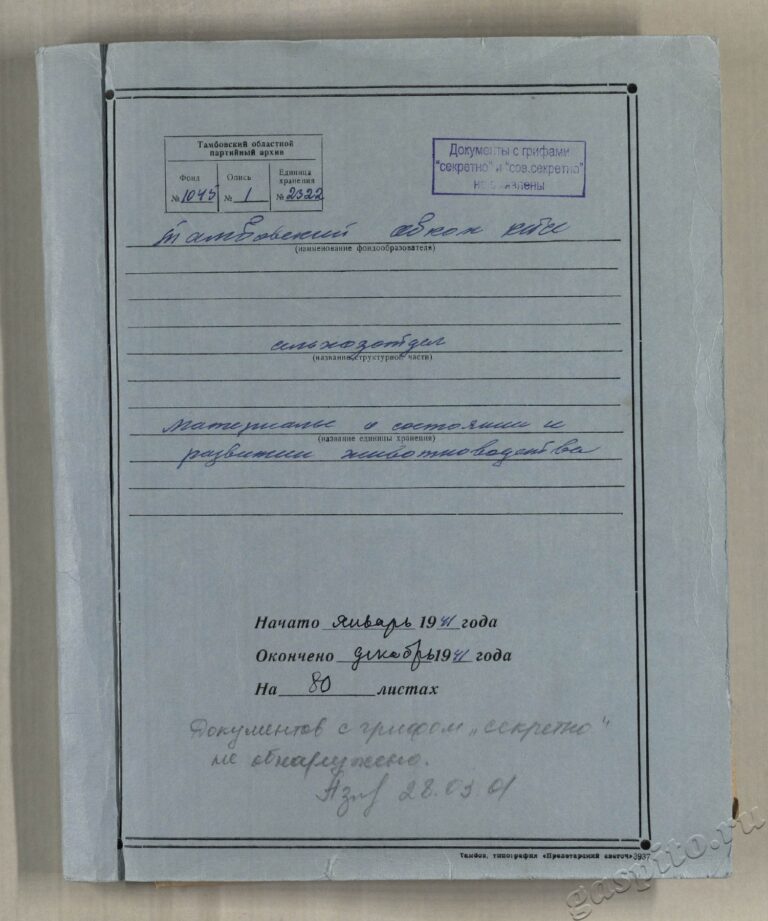 Тамбовский областной
партийный архив
Фонд Опись Единица хранения
№ 1045 № 1 № 2322
Документы с грифами
"секретно" и "сов.секретно"
не выявлены
Тамбовский обком КПСС
(наименование фондообразователя)
сельхозотдел
(название структурной части)
Материалы о состоянии и
(название единицы хранения)
развитии животноводства
Начато январь 1941 года
Окончено декабрь 1941 года
На 80 листах
Документов с грифом „секретно"
не обнаружено.
28.03.01
Тамбов, типография «Пролетарский светоч» 3937
gaspito.ru